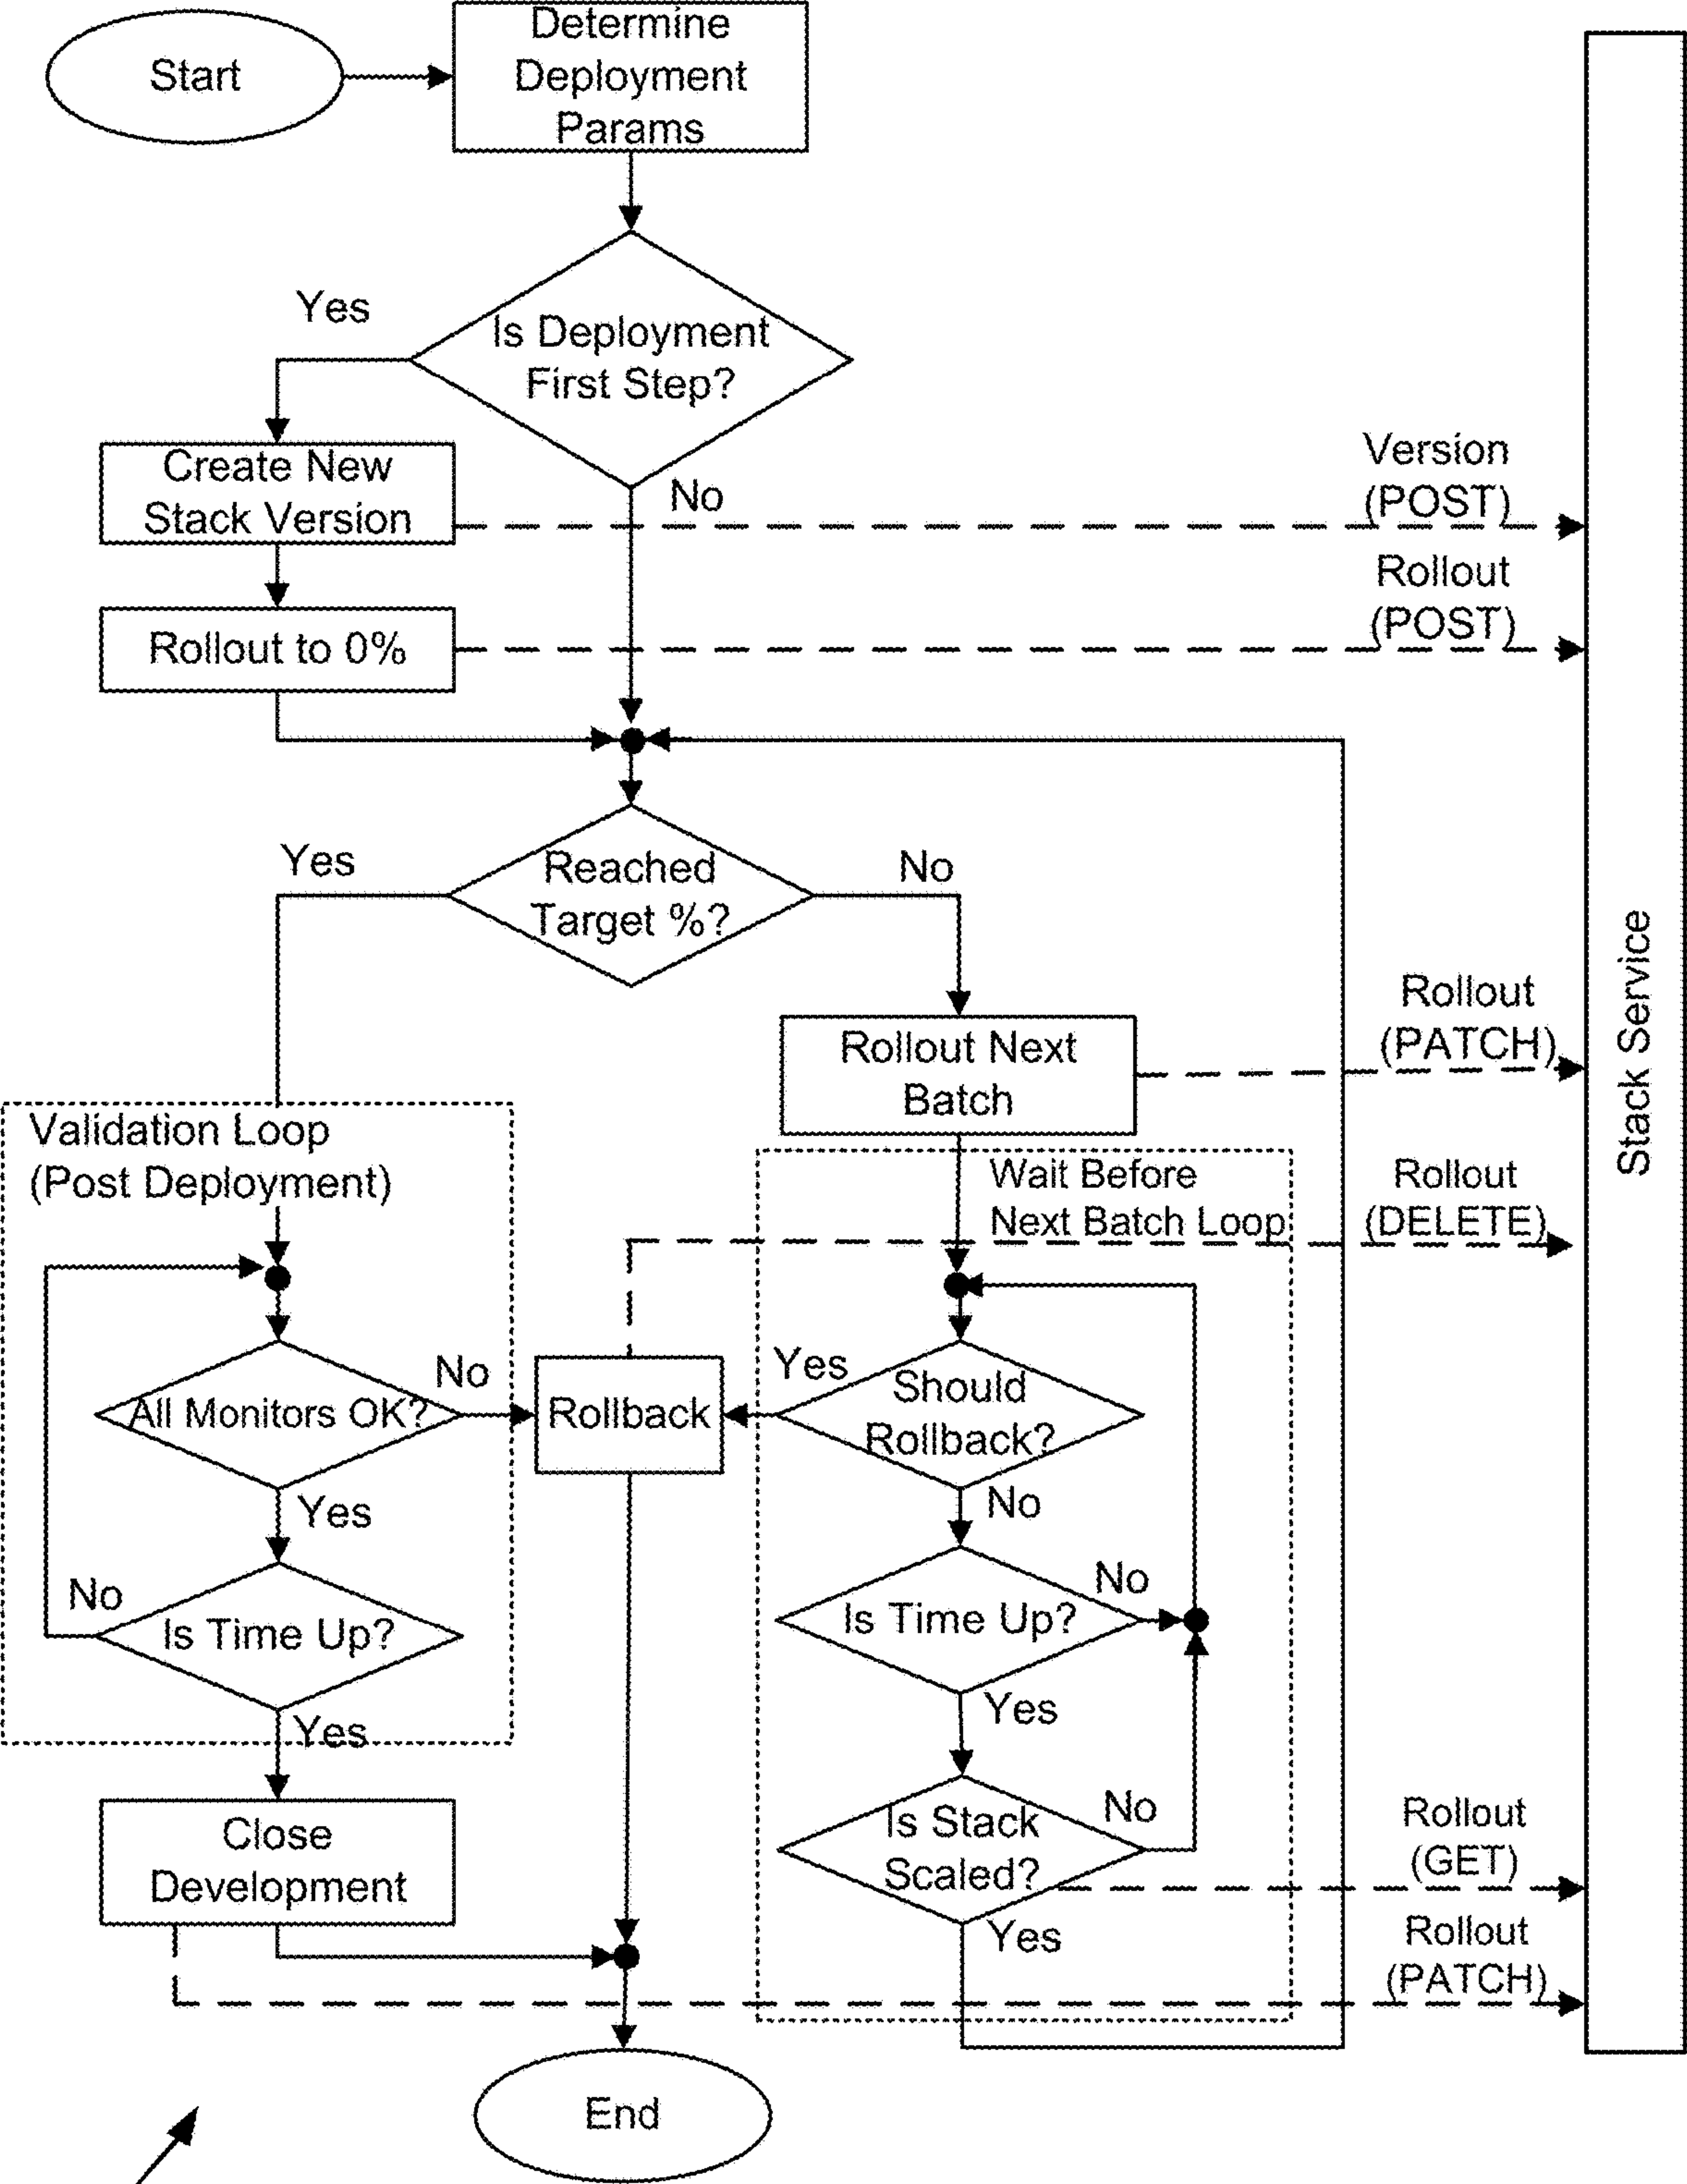 Start
Determine
Deployment
Params
Yes
Is Deployment
First Step?
No
Create New
Stack Version
Version
(POST)
Rollout to 0%
Rollout
(POST)
Yes
Reached
Target %?
No
Rollout Next
Batch
Rollout
(PATCH)
Stack Service
Validation Loop
(Post Deployment)
Wait Before
Next Batch Loop
Rollout
(DELETE)
All Monitors OK?
No
Rollback
Yes
Should
Rollback?
Yes
No
No
Is Time Up?
Is Time Up?
No
Yes
Yes
Close
Development
Is Stack
Scaled?
No
Yes
Rollout
(GET)
Rollout
(PATCH)
End